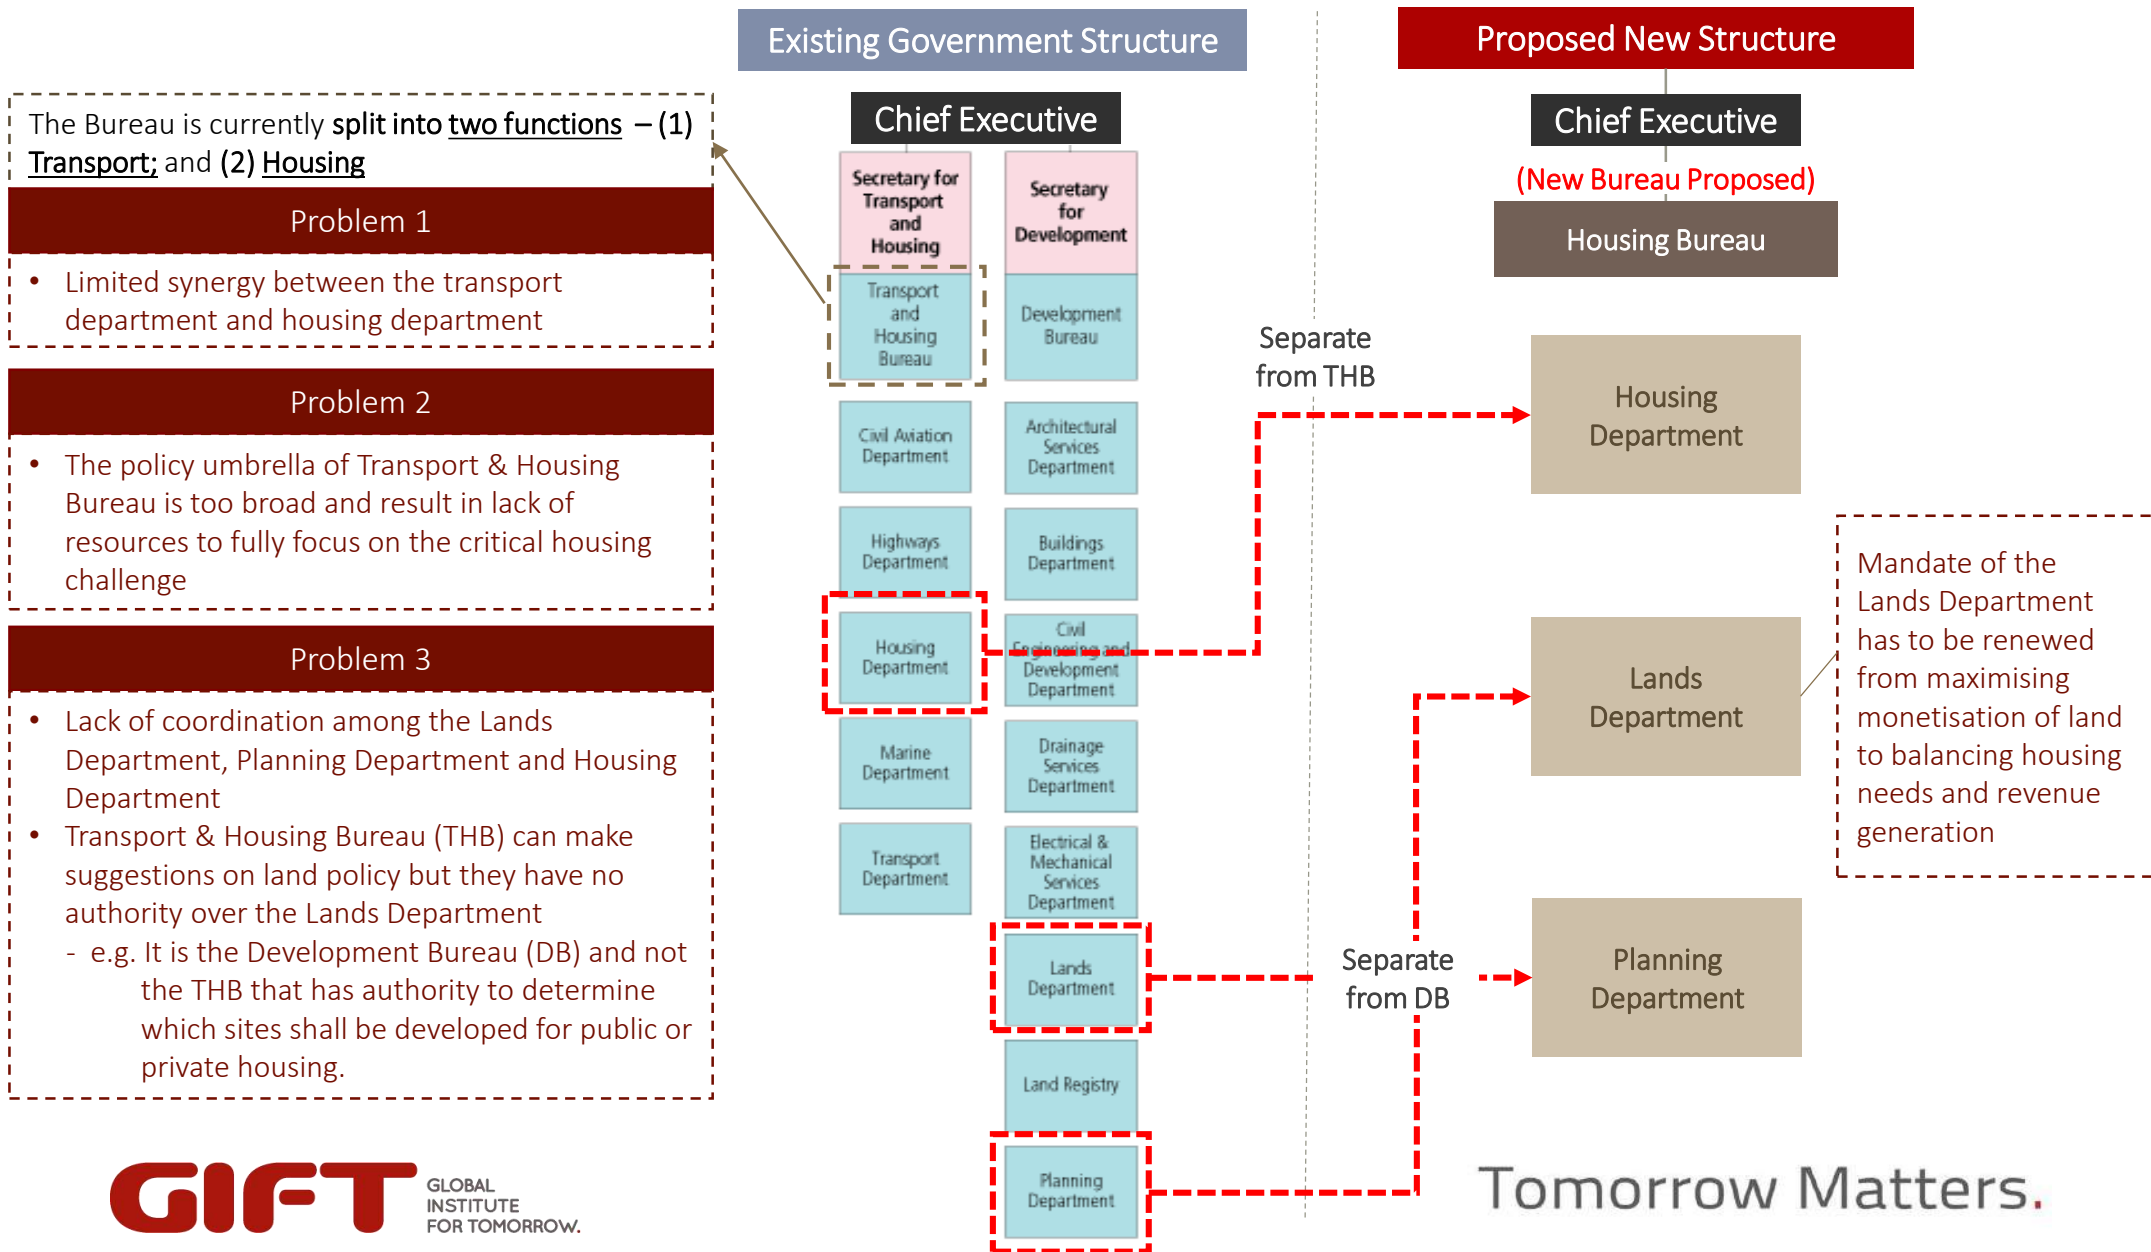 Existing Government Structure
Proposed New Structure
The Bureau is currently split into two functions – (1)
Transport; and (2) Housing
Problem 1
• Limited synergy between the transport
department and housing department
Problem 2
• The policy umbrella of Transport & Housing
Bureau is too broad and result in lack of
resources to fully focus on the critical housing
challenge
Problem 3
• Lack of coordination among the Lands
Department, Planning Department and Housing
Department
• Transport & Housing Bureau (THB) can make
suggestions on land policy but they have no
authority over the Lands Department
- e.g. It is the Development Bureau (DB) and not
the THB that has authority to determine
which sites shall be developed for public or
private housing.
Chief Executive
Secretary for
Transport
and
Housing
Transport
and
Housing
Bureau
Civil Aviation
Department
Highways
Department
Housing
Department
Marine
Department
Transport
Department
Secretary
for
Development
Development
Bureau
Architectural
Services
Department
Buildings
Department
Civil
Engineering and
Development
Department
Drainage
Services
Department
Electrical &
Mechanical
Services
Department
Lands
Department
Land Registry
Planning
Department
Separate
from THB
Separate
from DB
Chief Executive
(New Bureau Proposed)
Housing Bureau
Housing
Department
Lands
Department
Planning
Department
Mandate of the
Lands Department
has to be renewed
from maximising
monetisation of land
to balancing housing
needs and revenue
generation
GIFT
GLOBAL
INSTITUTE
FOR TOMORROW.
Tomorrow Matters.